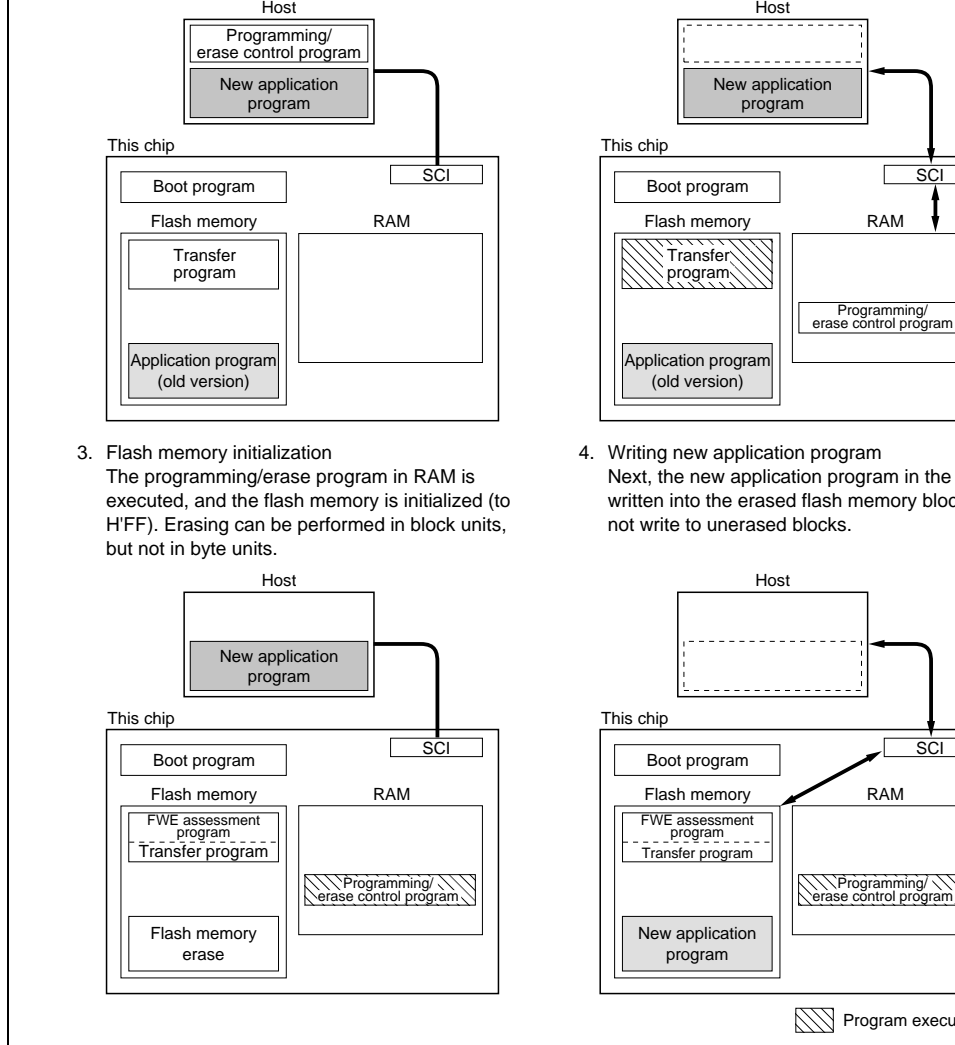 Host
Programming/
erase control program
New application
program
This chip
SCI
Boot program
Flash memory
RAM
Transfer
program
Application program
(old version)
Host
New application
program
This chip
SCI
Boot program
Flash memory
RAM
Transfer
program
Programming/
erase control program
Application program
(old version)
3. Flash memory initialization
The programming/erase program in RAM is
executed, and the flash memory is initialized (to
H'FF). Erasing can be performed in block units,
but not in byte units.
4. Writing new application program
Next, the new application program in the
written into the erased flash memory
not write to unerased blocks.
Host
New application
program
This chip
SCI
Boot program
Flash memory
RAM
FWE assessment
program
Transfer program
Programming/
erase control program
Flash memory
erase
Host
This chip
SCI
Boot program
Flash memory
RAM
FWE assessment
program
Transfer program
Programming/
erase control program
New application
program
Program